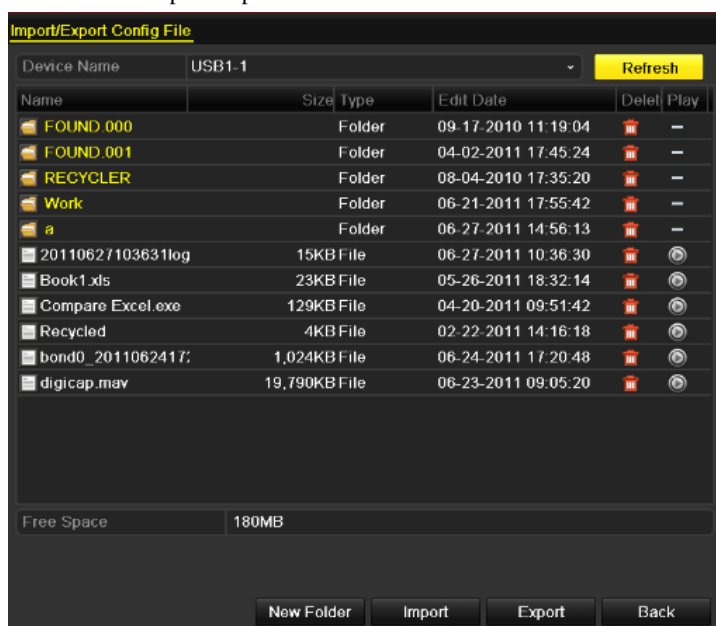 Import/Export Config File
Device Name USB1-1 Refresh
Name Size Type Edit Date Delet Play
FOUND.000 Folder 09-17-2010 11:19:04 –
FOUND.001 Folder 04-02-2011 17:45:24 –
RECYCLER Folder 08-04-2010 17:35:20 –
Work Folder 06-21-2011 17:55:42 –
a Folder 06-27-2011 14:56:13 –
20110627103631log 15KB File 06-27-2011 10:36:30
Book1.xls 23KB File 05-26-2011 18:32:14
Compare Excel.exe 129KB File 04-20-2011 09:51:42
Recycled 4KB File 02-22-2011 14:16:18
bond0_2011062417 1,024KB File 06-24-2011 17:20:48
digicap.mav 19,790KB File 06-23-2011 09:05:20
Free Space 180MB
New Folder Import Export Back